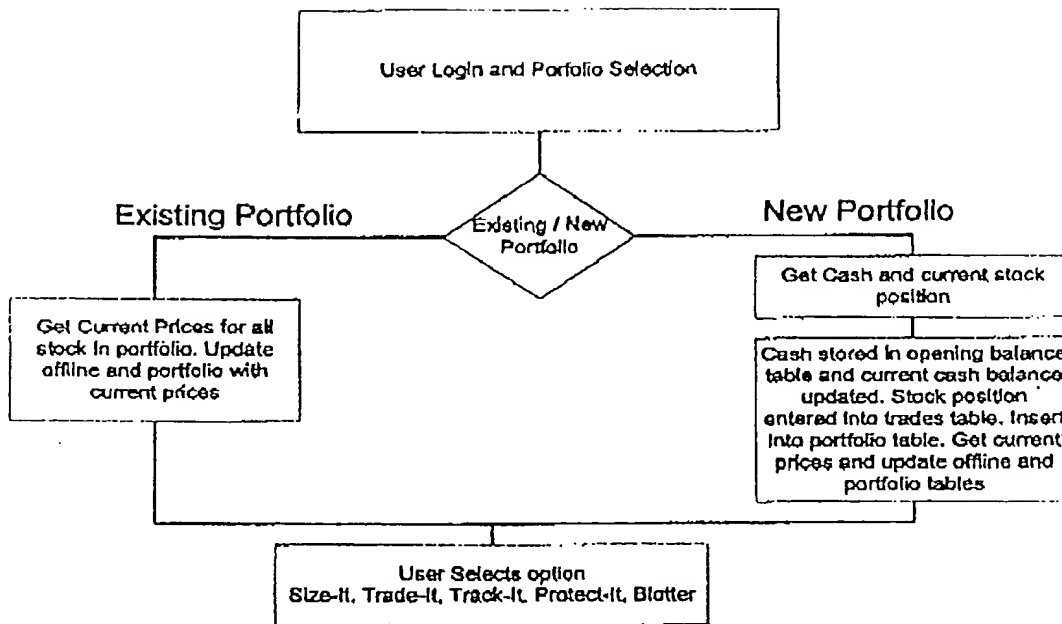 User Login and Porfolio Selection
Existing Portfolio
Existing / New
Portfolio
New Portfolio
Get Current Prices for all
stock in portfolio. Update
offline and portfolio with
current prices
Get Cash and current stock
position
Cash stored in opening balance
table and current cash balance
updated. Stock position
entered into trades table. Insert
into portfolio table. Get current
prices and update offline and
portfolio tables
User Selects option
Size-It, Trade-It, Track-It, Protect-It, Blotter